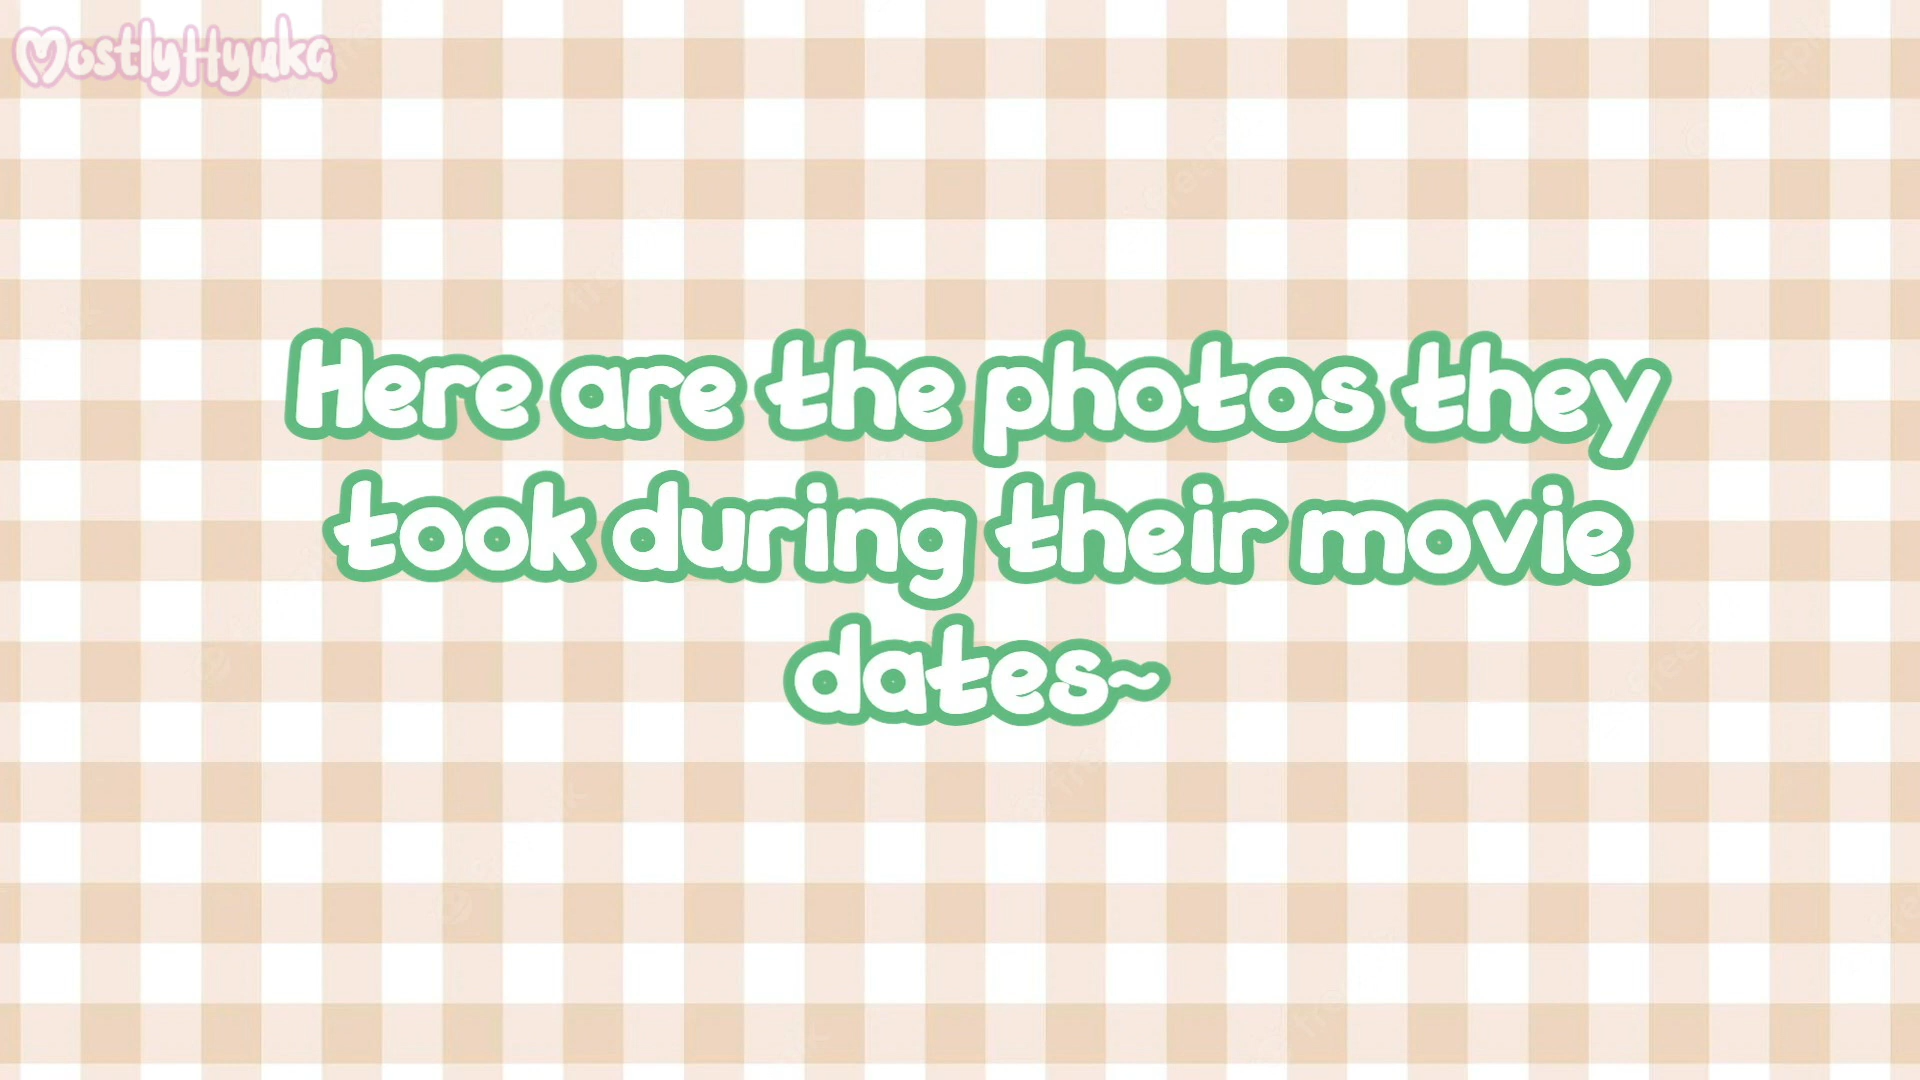 MostlyHyuka
Here are the photos they
took during their movie
dates~